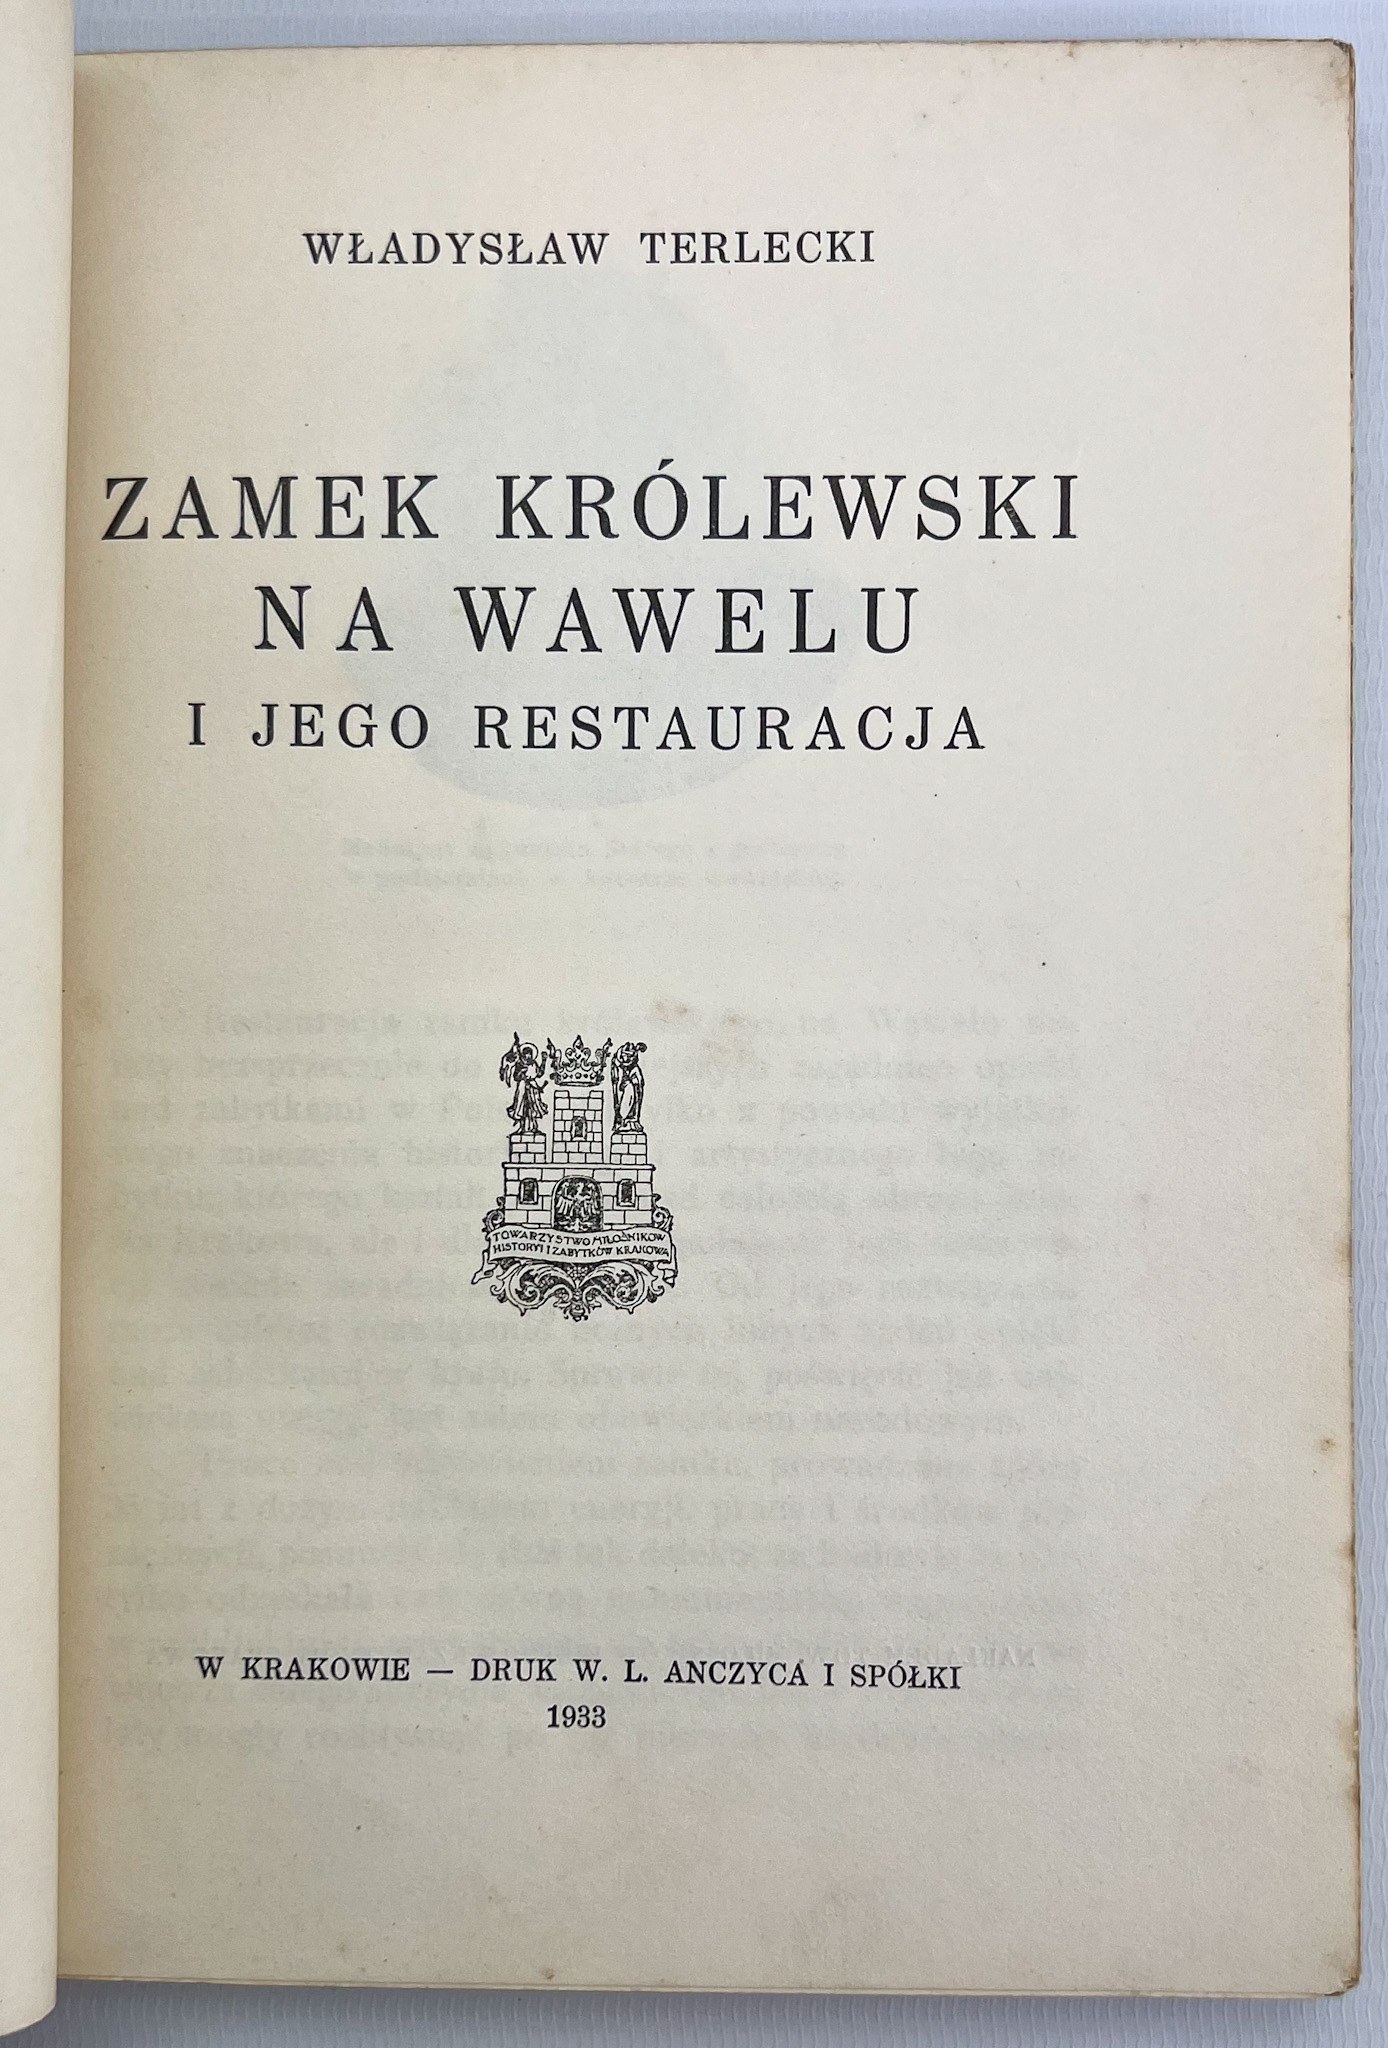 WŁADYSŁAW TERLECKI
ZAMEK KRÓLEWSKI
NA WAWELU
I JEGO RESTAURACJA
TOWARZYSTWO MIŁOŚNIKÓW
HISTORYI I ZABYTKÓW KRAKOWA
W KRAKOWIE — DRUK W. L. ANCZYCA I SPÓŁKI
1933